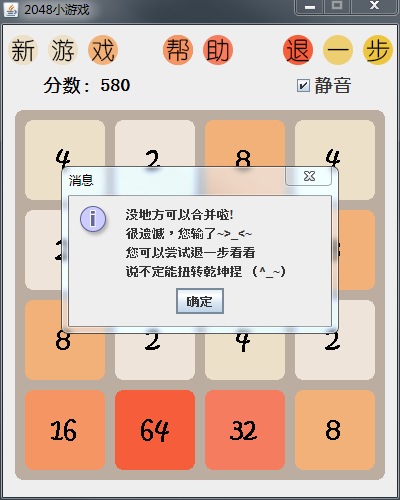 2048小游戏
新 游 戏 帮 助 退 一 步
分数: 580 静音
4 2 8 4
消息
没地方可以合并啦!
很遗憾,您输了~>_<~
您可以尝试退一步看看
说不定能扭转乾坤捏 (^_~)
确定
8 2 4 2
16 64 32 8